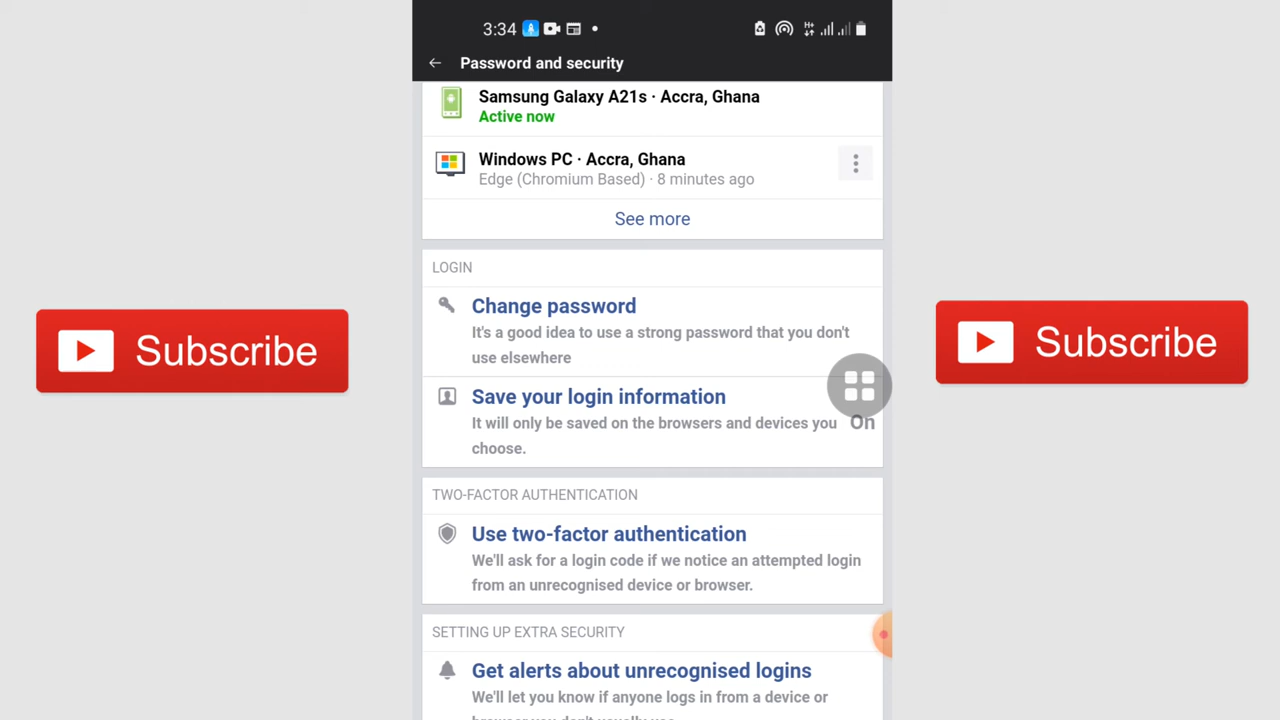 3:34
Password and security
Samsung Galaxy A21s · Accra, Ghana
Active now
Windows PC · Accra, Ghana
Edge (Chromium Based) · 8 minutes ago
See more
LOGIN
Change password
It's a good idea to use a strong password that you don't
use elsewhere
Save your login information
It will only be saved on the browsers and devices you
On
choose.
Subscribe
Subscribe
TWO-FACTOR AUTHENTICATION
Use two-factor authentication
We'll ask for a login code if we notice an attempted login
from an unrecognised device or browser.
SETTING UP EXTRA SECURITY
Get alerts about unrecognised logins
We'll let you know if anyone logs in from a device or